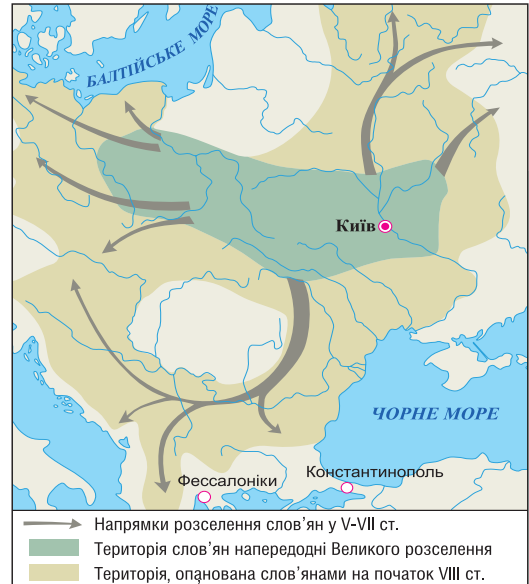 БАЛТІЙСЬКЕ МОРЕ
Київ
ЧОРНЕ МОРЕ
Фессалоніки
Константинополь
Напрямки розселення слов'ян у V-VII ст.
Територія слов'ян напередодні Великого розселення
Територія, опанована слов'янами на початок VIII ст.